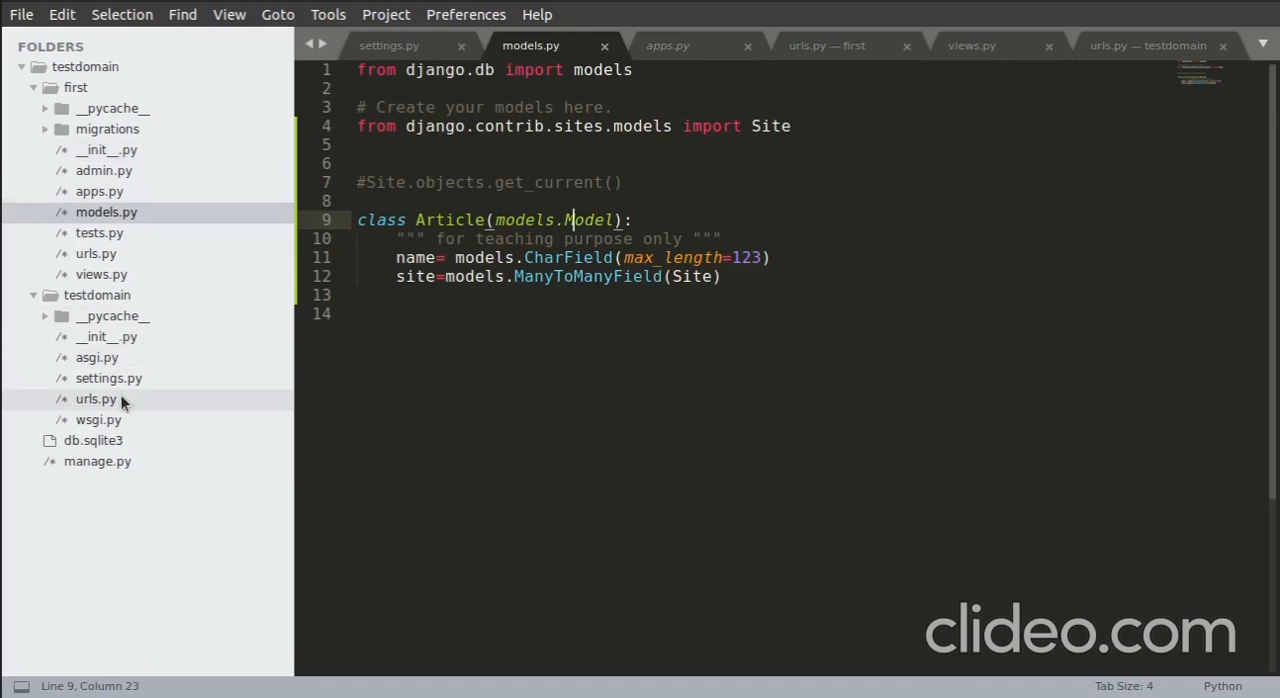 Article Edit Selection Find View Goto Tools Project Preferences Help
FOLDERS
testdomain
first
__pycache__
migrations
/* __init__.py
/* admin.py
/* apps.py
/* models.py
/* tests.py
/* urls.py
/* views.py
testdomain
__pycache__
/* __init__.py
/* asgi.py
/* settings.py
/* urls.py
/* wsgi.py
db.sqlite3
/* manage.py
settings.py × models.py × apps.py × urls.py — first × views.py × urls.py — testdomain ×
1 from django.db import models
2
3 # Create your models here.
4 from django.contrib.sites.models import Site
5
6
7 #Site.objects.get_current()
8
9 class Article(models.Model):
10 """ for teaching purpose only """
11 name= models.CharField(max_length=123)
12 site=models.ManyToManyField(Site)
13
14
clideo.com
Line 9, Column 23 Tab Size: 4 Python